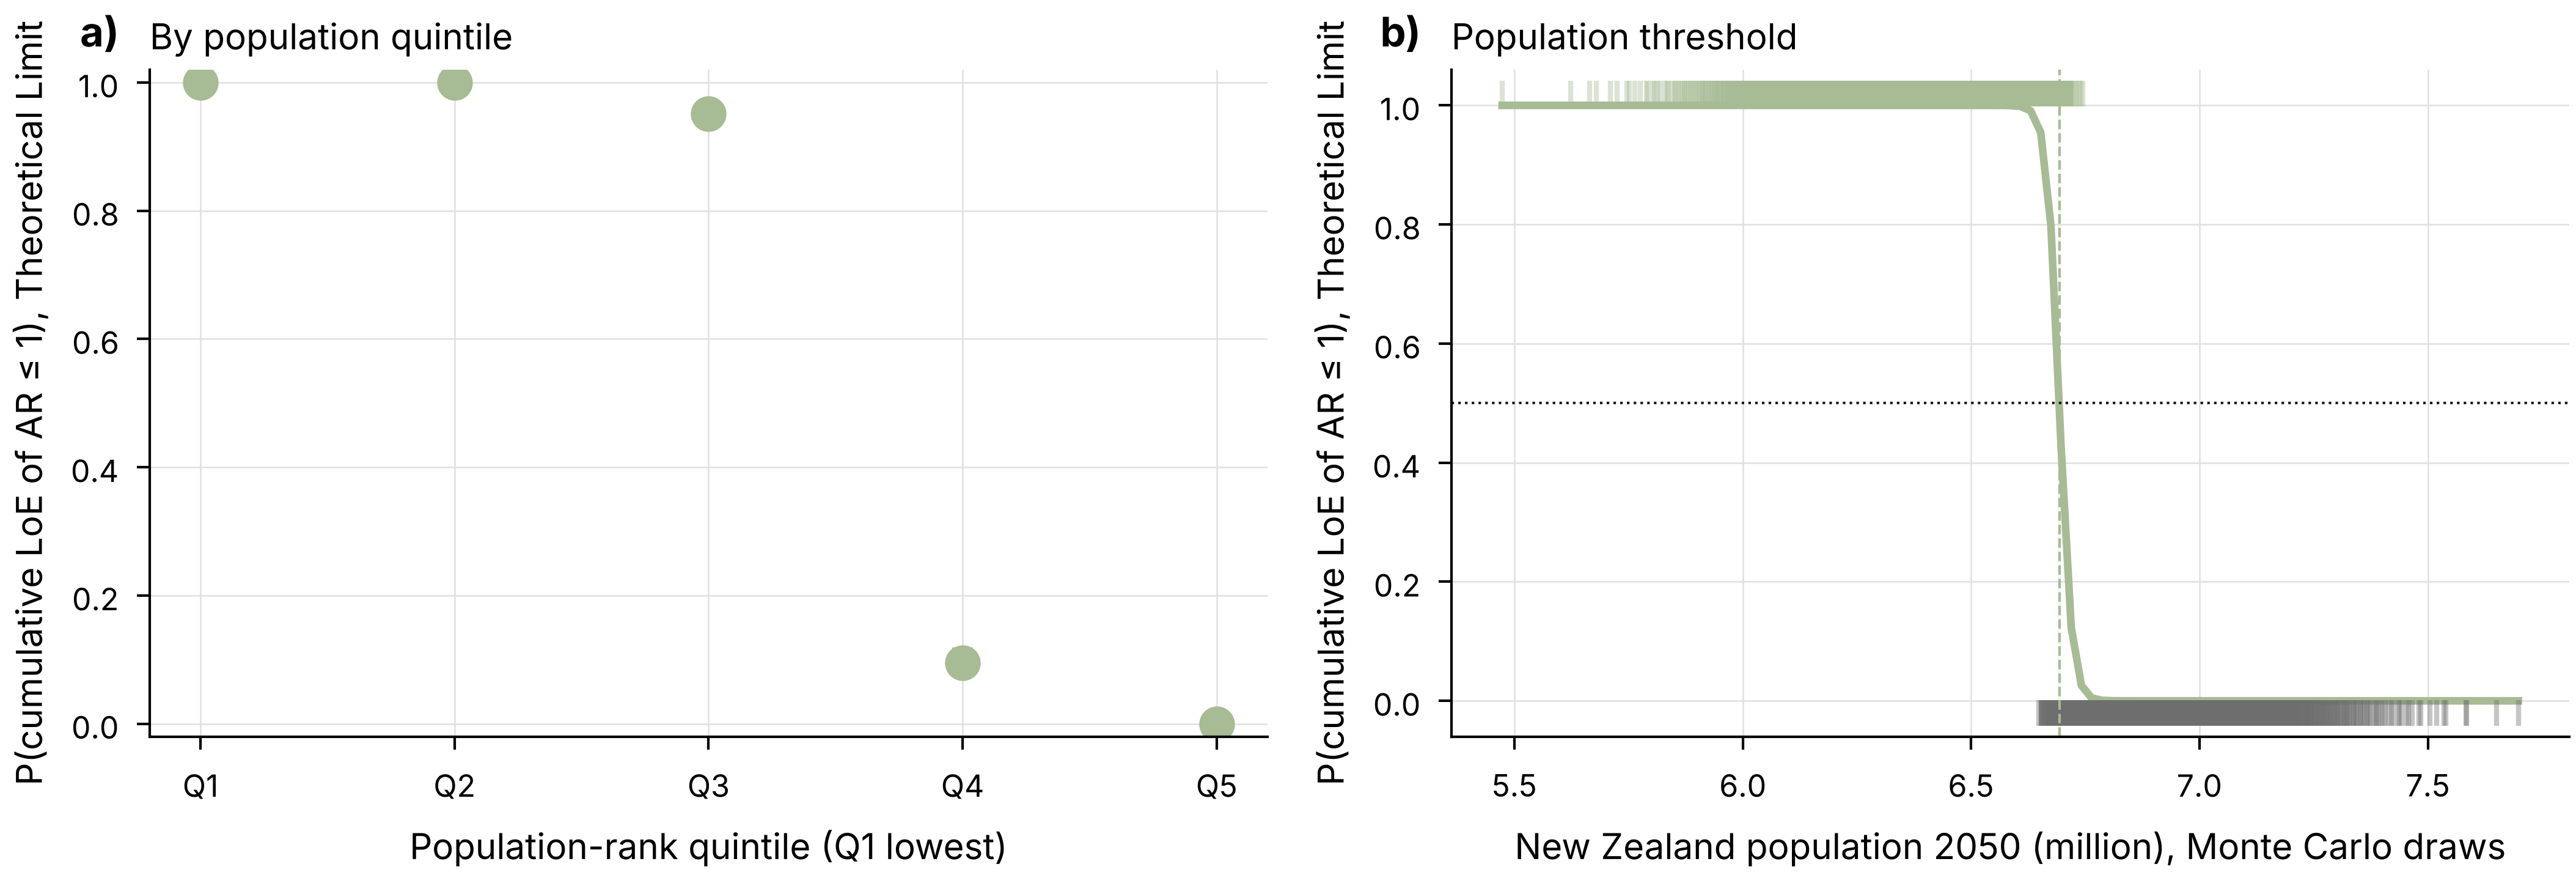 a) By population quintile
P(cumulative LoE of AR ≤ 1), Theoretical Limit
1.0
0.8
0.6
0.4
0.2
0.0
Q1 Q2 Q3 Q4 Q5
Population-rank quintile (Q1 lowest)
b) Population threshold
P(cumulative LoE of AR ≤ 1), Theoretical Limit
1.0
0.8
0.6
0.4
0.2
0.0
5.5 6.0 6.5 7.0 7.5
New Zealand population 2050 (million), Monte Carlo draws